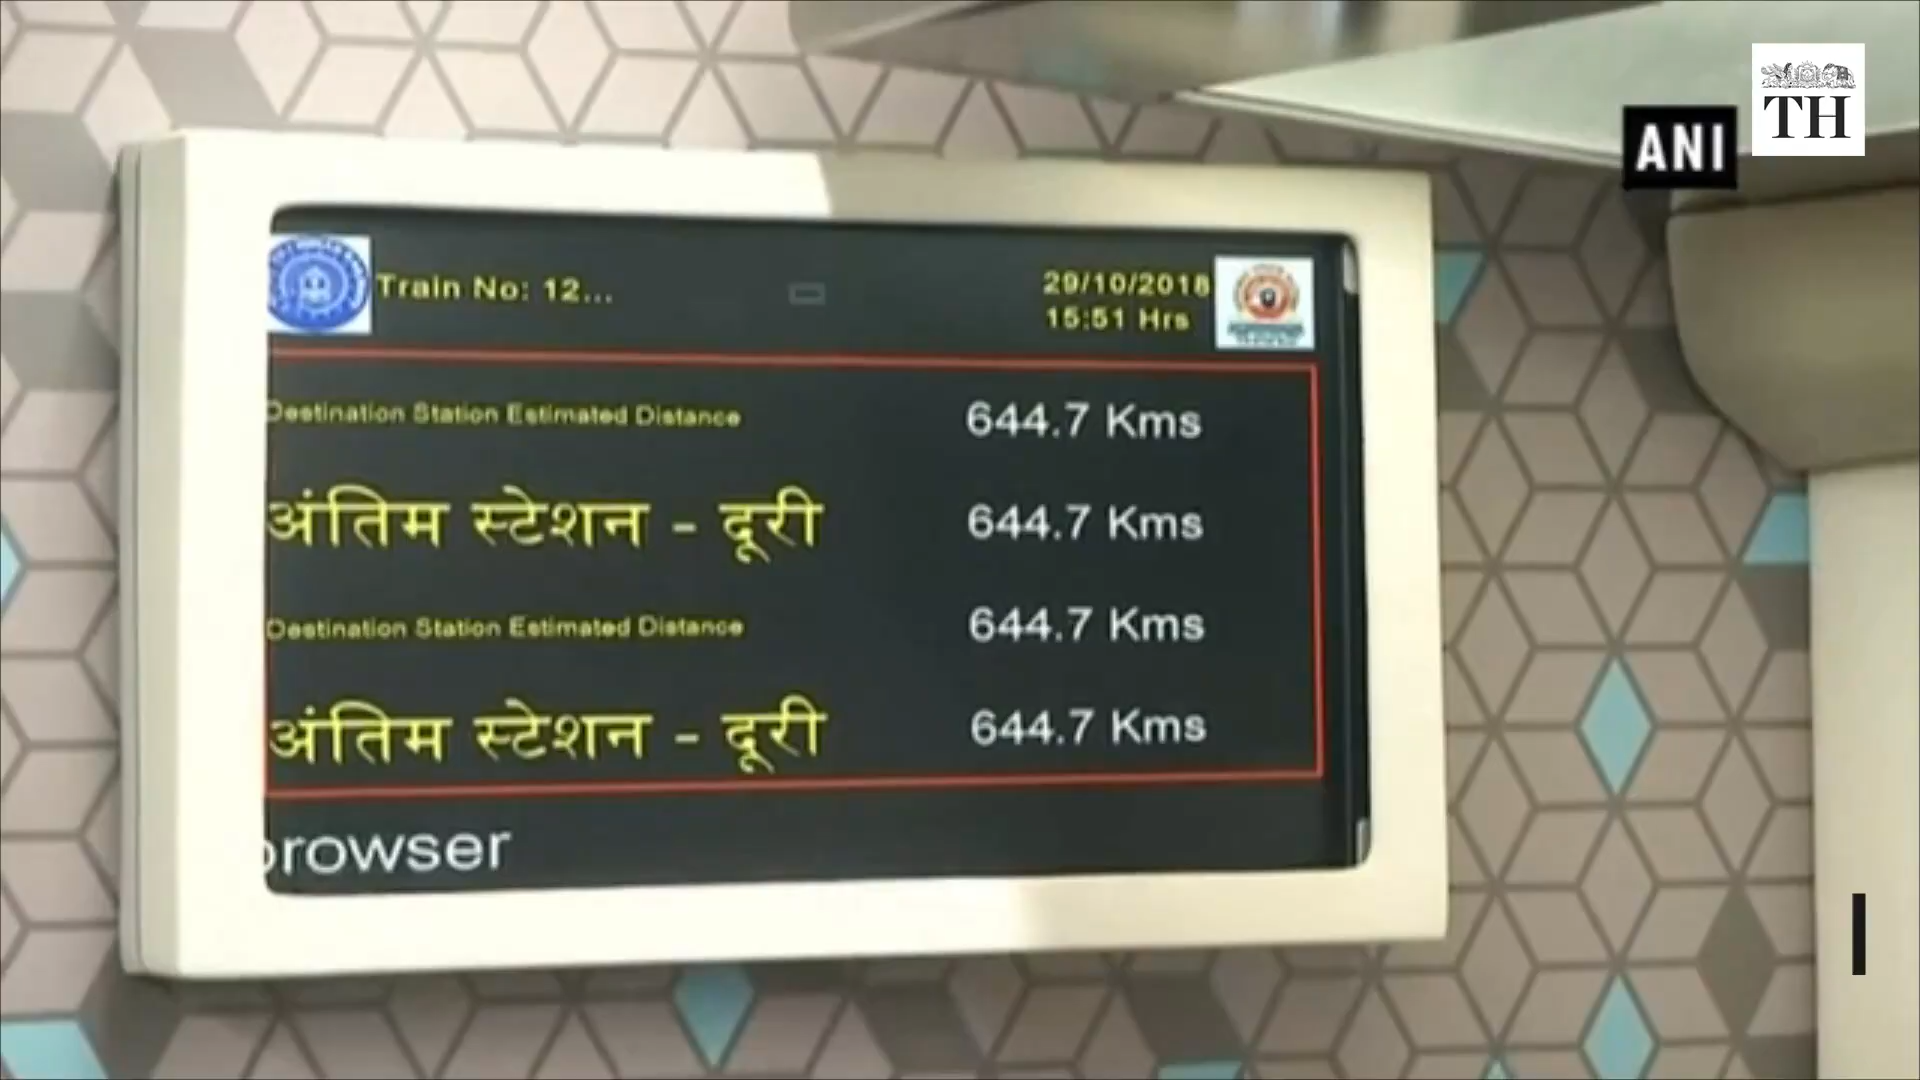 TH
ANI
Train No: 12...
29/10/2018
15:51 Hrs
Destination Station Estimated Distance 644.7 Kms
अंतिम स्टेशन - दूरी 644.7 Kms
Destination Station Estimated Distance 644.7 Kms
अंतिम स्टेशन - दूरी 644.7 Kms
browser